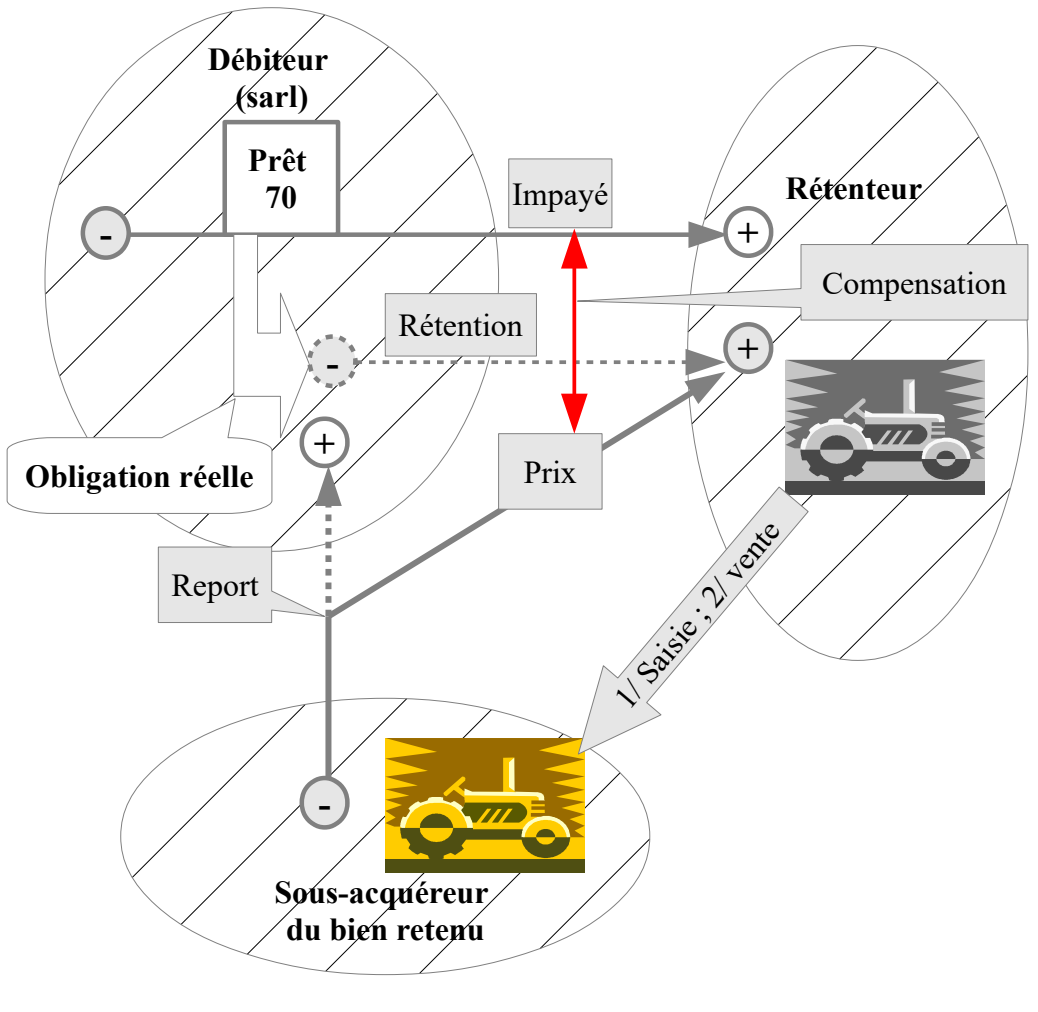 Débiteur
(sarl)
Prêt
70
-
Impayé
+
Rétenteur
Compensation
Rétention
-
+
+
Obligation réelle
Prix
Report
1/ Saisie ; 2/ vente
-
Sous-acquéreur
du bien retenu